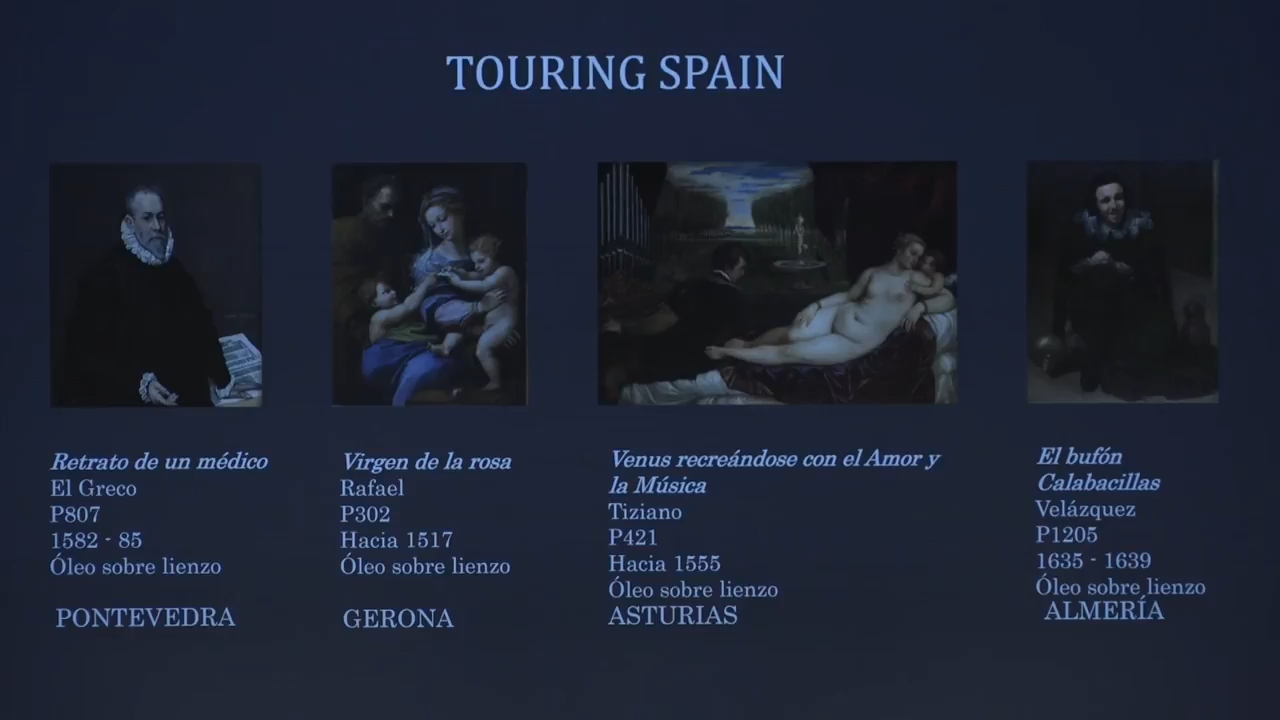 TOURING SPAIN
Retrato de un médico
El Greco
P807
1582 - 85
Óleo sobre lienzo
PONTEVEDRA
Virgen de la rosa
Rafael
P302
Hacia 1517
Óleo sobre lienzo
GERONA
Venus recreándose con el Amor y
la Música
Tiziano
P421
Hacia 1555
Óleo sobre lienzo
ASTURIAS
El bufón
Calabacillas
Velázquez
P1205
1635 - 1639
Óleo sobre lienzo
ALMERÍA